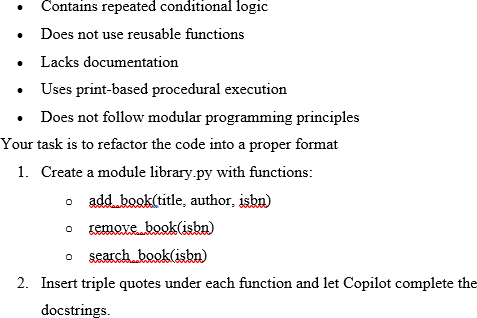 • Contains repeated conditional logic
• Does not use reusable functions
• Lacks documentation
• Uses print-based procedural execution
• Does not follow modular programming principles
Your task is to refactor the code into a proper format
1. Create a module library.py with functions:
o add_book(title, author, isbn)
o remove_book(isbn)
o search_book(isbn)
2. Insert triple quotes under each function and let Copilot complete the
docstrings.